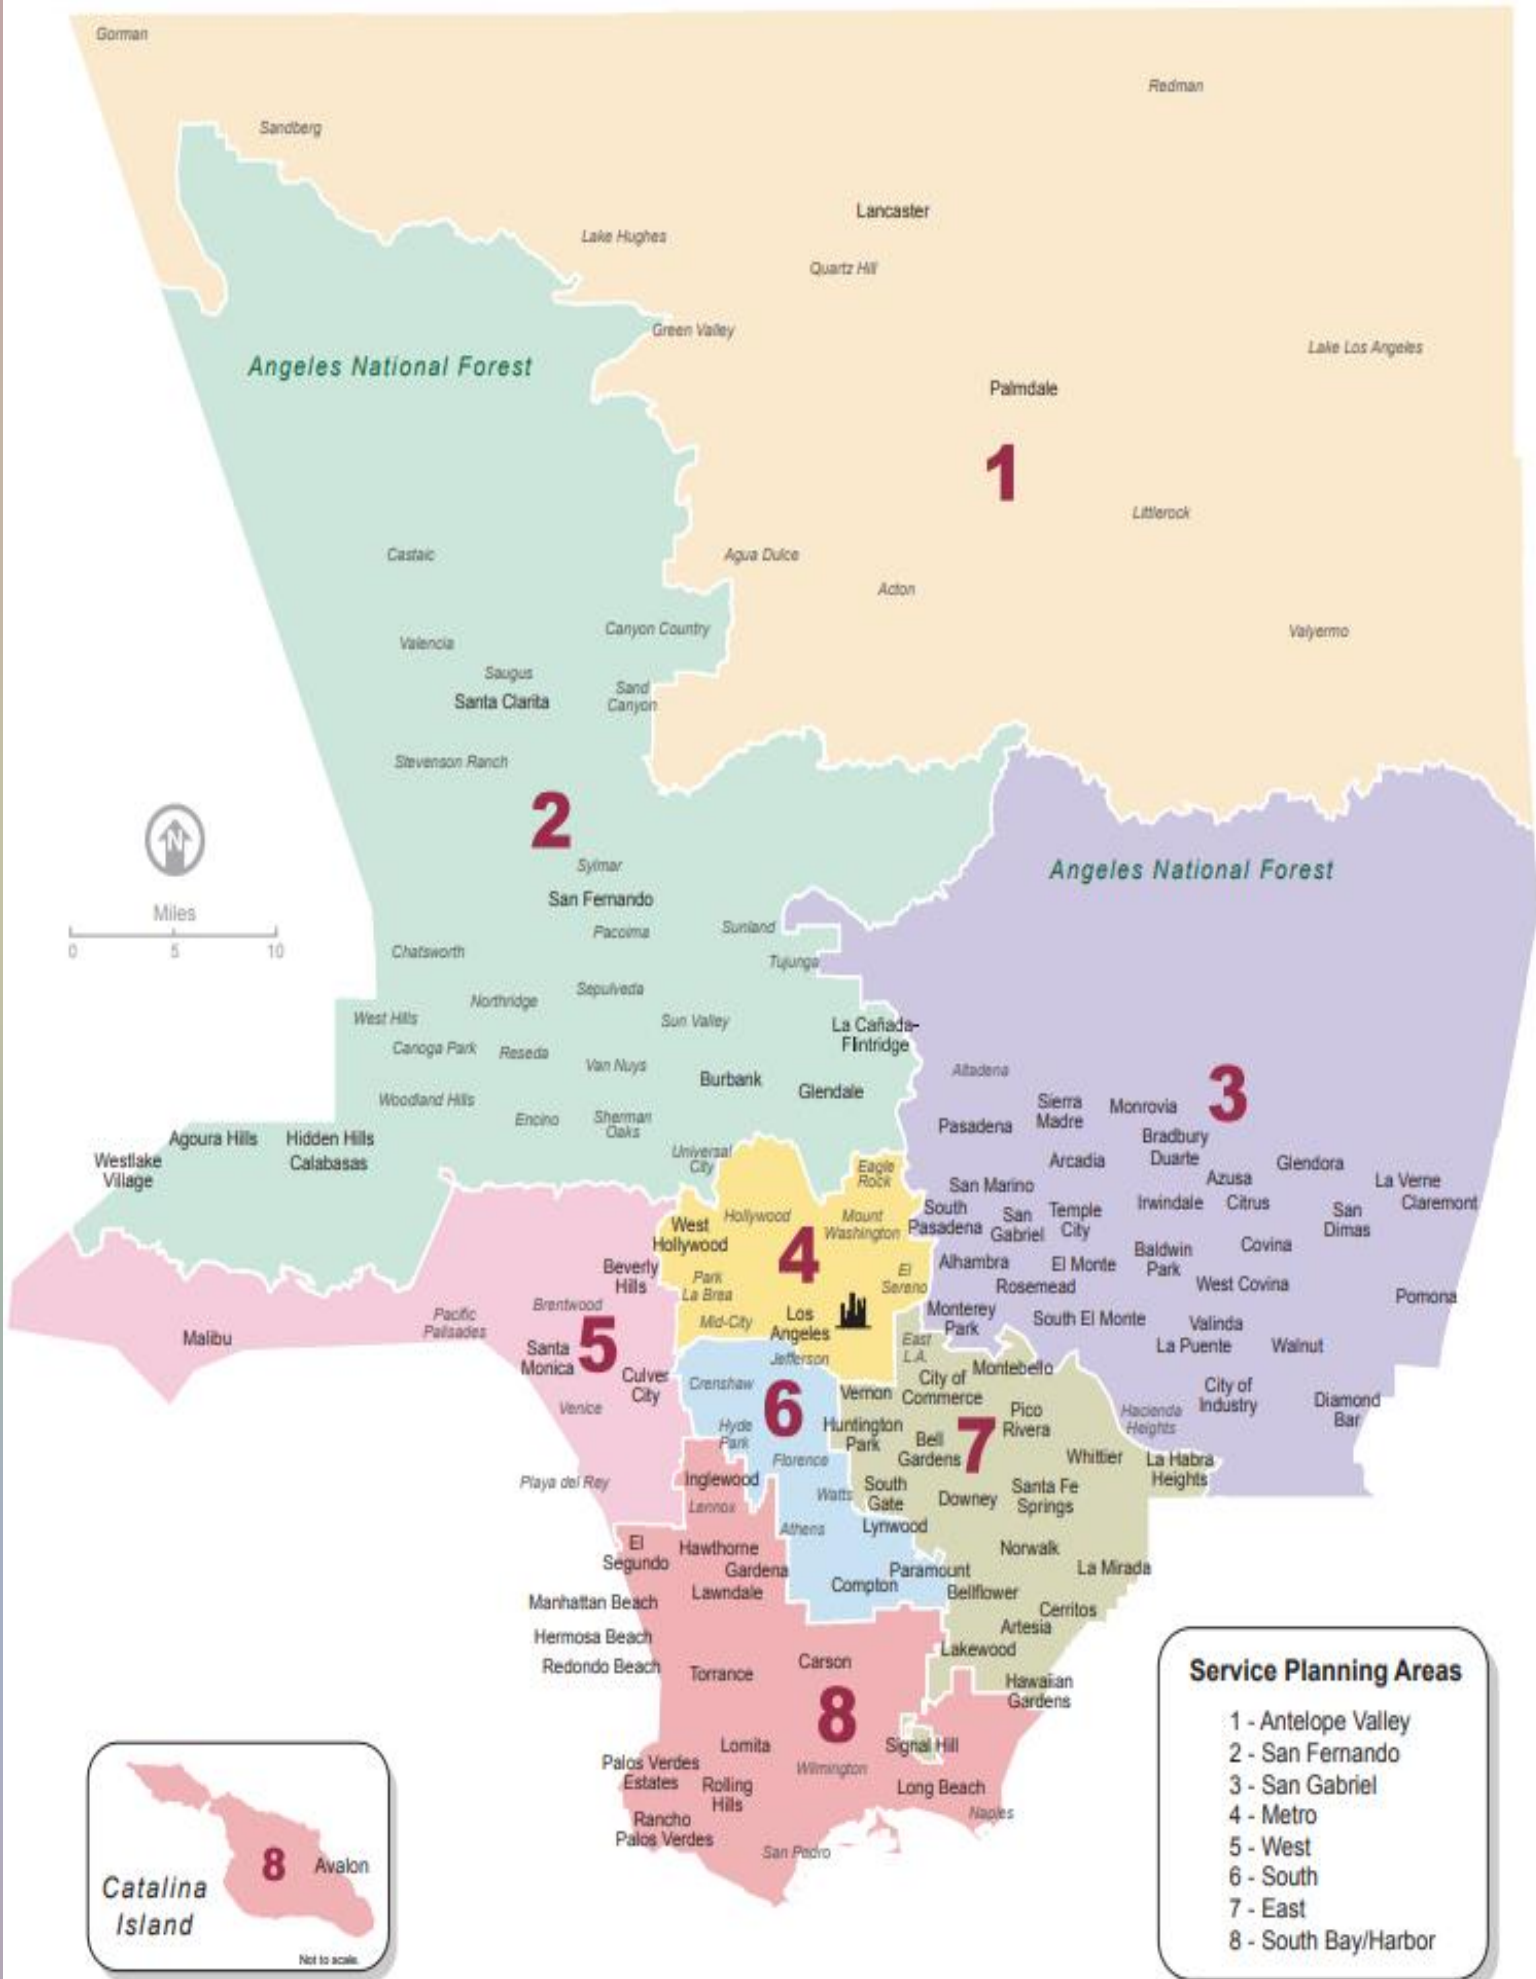 Gorman
Redman
Sandberg
Lancaster
Lake Hughes
Quartz Hill
Green Valley
Lake Los Angeles
Angeles National Forest
Palmdale
1
Littlerock
Castaic
Agua Dulce
Acton
Canyon Country
Valyermo
Valencia
Saugus
Santa Clarita
Sand
Canyon
Stevenson Ranch
2
N
Sylmar
Angeles National Forest
San Fernando
Miles
Pacoima
Sunland
0 5 10
Chatsworth
Tujunga
Sepulveda
Northridge
West Hills
Sun Valley
La Cañada-
Flintridge
Canoga Park
Reseda
Van Nuys
Burbank
Glendale
Altadena
3
Woodland Hills
Encino
Sherman
Oaks
Pasadena
Sierra
Madre
Monrovia
Agoura Hills
Hidden Hills
Calabasas
Westlake
Village
Universal
City
Eagle
Rock
Bradbury
Duarte
Arcadia
Glendora
Azusa
La Verne
San Marino
Irwindale
Citrus
Claremont
West
Hollywood
Hollywood
Mount
Washington
South
Pasadena
San
Gabriel
Temple
City
San
Dimas
4
Beverly
Hills
Park
La Brea
El
Sereno
Alhambra
El Monte
Baldwin
Park
Covina
Rosemead
West Covina
Pomona
Malibu
Pacific
Palisades
Brentwood
Mid-City
Los
Angeles
Monterey
Park
South El Monte
Valinda
La Puente
Walnut
Santa
Monica
5
Culver
City
Jefferson
East
L.A.
Montebello
Crenshaw
6
Vernon
City of
Commerce
City of
Industry
Diamond
Bar
Venice
Hyde
Park
Huntington
Park
Bell
Gardens
7
Pico
Rivera
Hacienda
Heights
Florence
Whittier
La Habra
Heights
Playa del Rey
Inglewood
Lennox
Watts
South
Gate
Downey
Santa Fe
Springs
Athens
Lynwood
El
Segundo
Hawthorne
Norwalk
Gardena
Paramount
La Mirada
Lawndale
Compton
Bellflower
Manhattan Beach
Cerritos
Artesia
Hermosa Beach
Lakewood
Redondo Beach
Torrance
Carson
Hawaiian
Gardens
8
Lomita
Signal Hill
Palos Verdes
Estates
Rolling
Hills
Wilmington
Long Beach
Rancho
Palos Verdes
Naples
San Pedro
8
Avalon
Catalina
Island
Not to scale.
Service Planning Areas
1 - Antelope Valley
2 - San Fernando
3 - San Gabriel
4 - Metro
5 - West
6 - South
7 - East
8 - South Bay/Harbor